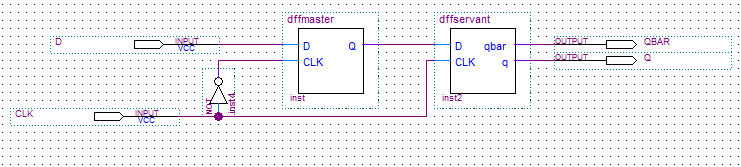 dffmaster
dffservant
D INPUT VCC
D Q
D qbar
OUTPUT QBAR
CLK
CLK q
OUTPUT Q
inst
inst2
NOT
inst4
CLK INPUT VCC